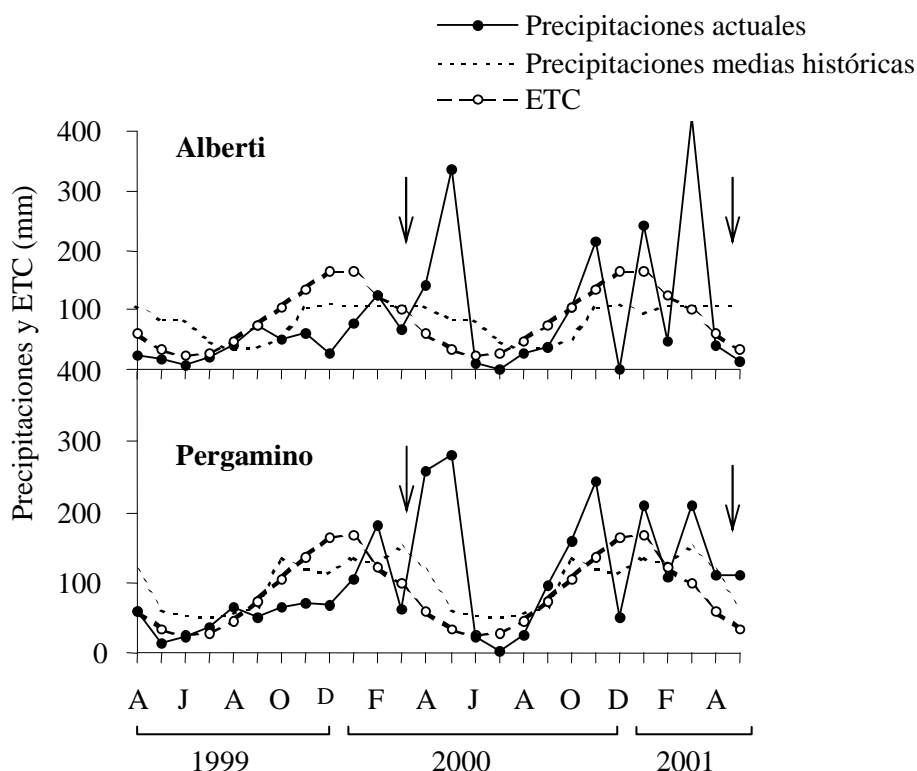 Precipitaciones actuales
Precipitaciones medias históricas
ETC
Precipitaciones y ETC (mm)
Alberti
400
300
200
100
400
Pergamino
300
200
100
0
A J A O D F A J A O D F A
1999 2000 2001